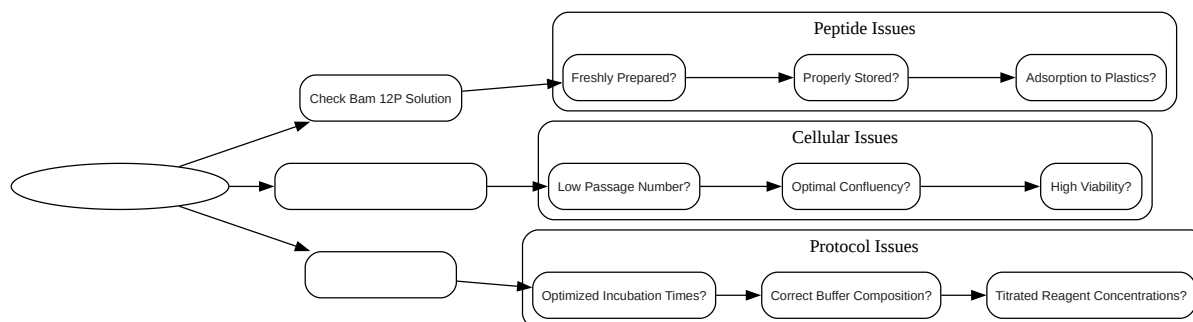 Peptide Issues
Check Bam 12P Solution
Freshly Prepared?
Properly Stored?
Adsorption to Plastics?
Cellular Issues
Low Passage Number?
Optimal Confluency?
High Viability?
Protocol Issues
Optimized Incubation Times?
Correct Buffer Composition?
Titrated Reagent Concentrations?